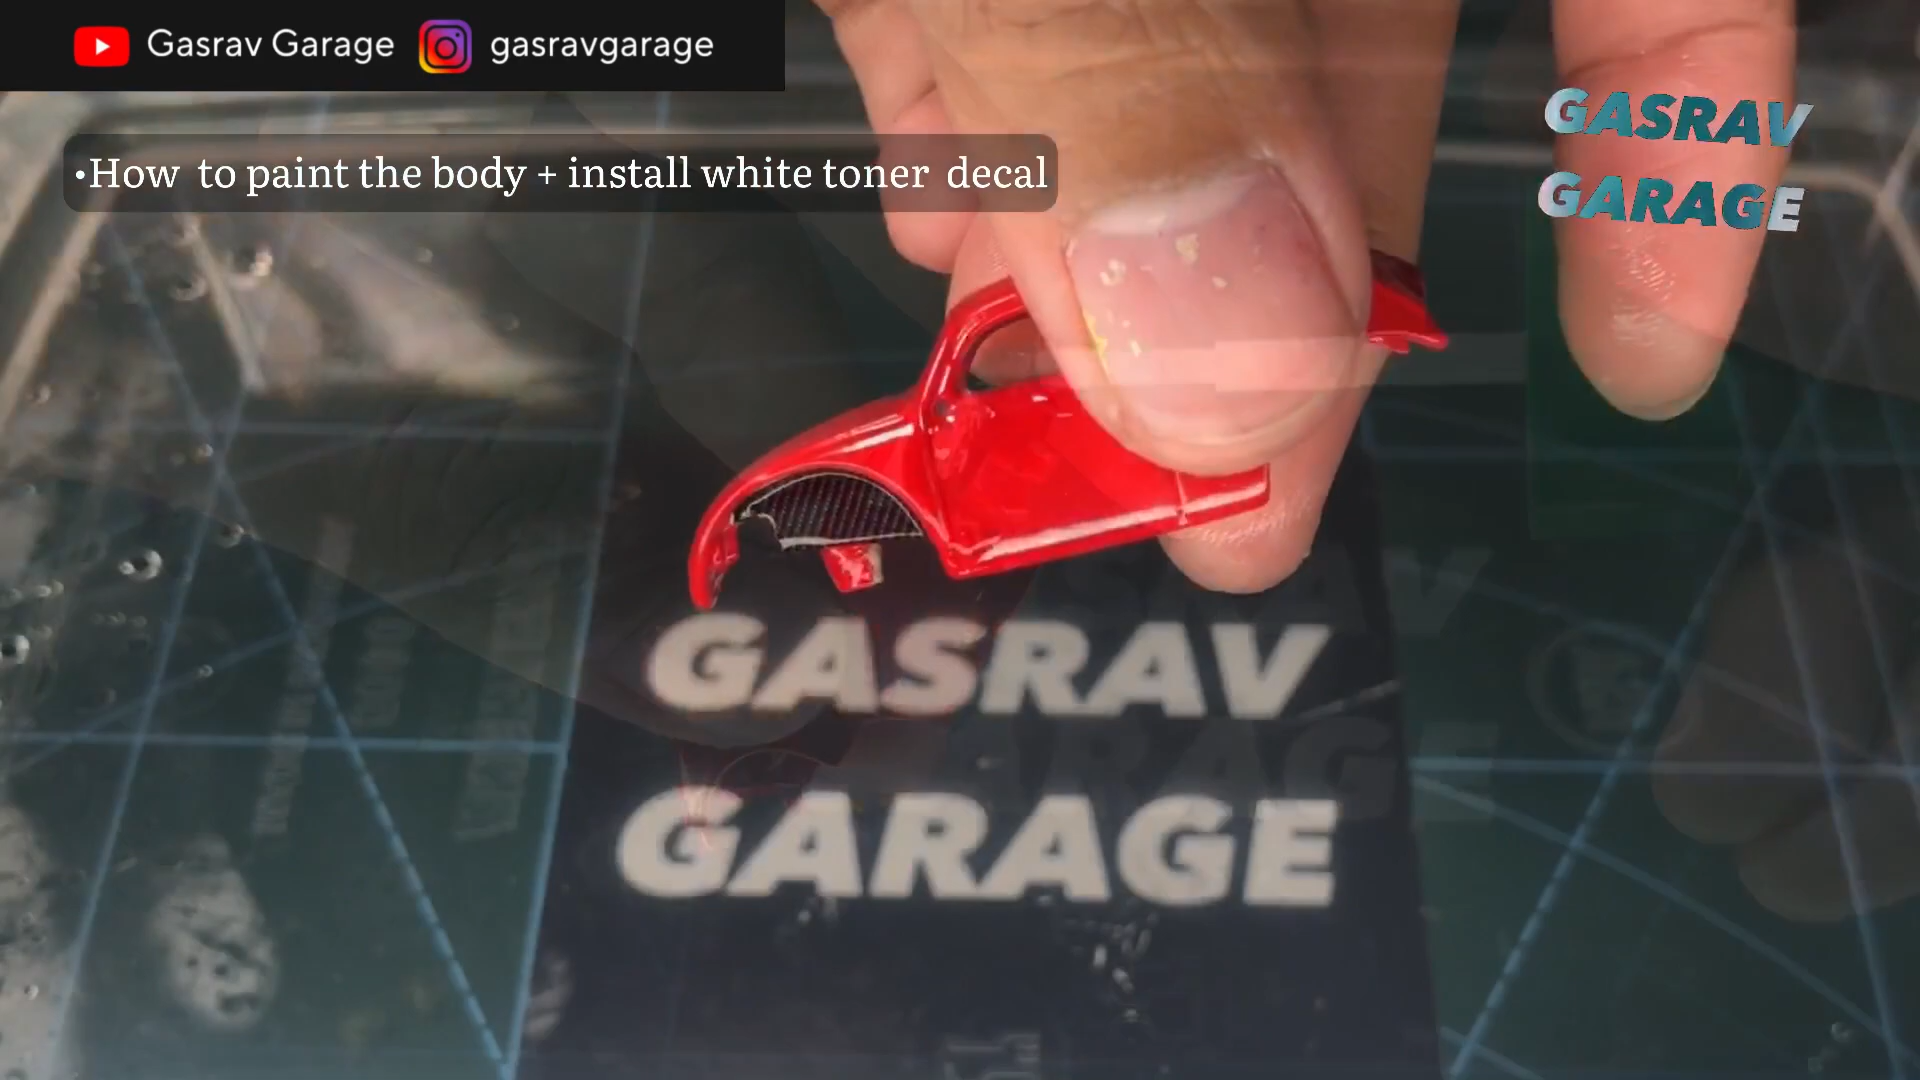 Gasrav Garage gasravgarage
•How to paint the body + install white toner decal
GASRAV
GARAGE
GASRAV
GARAGE